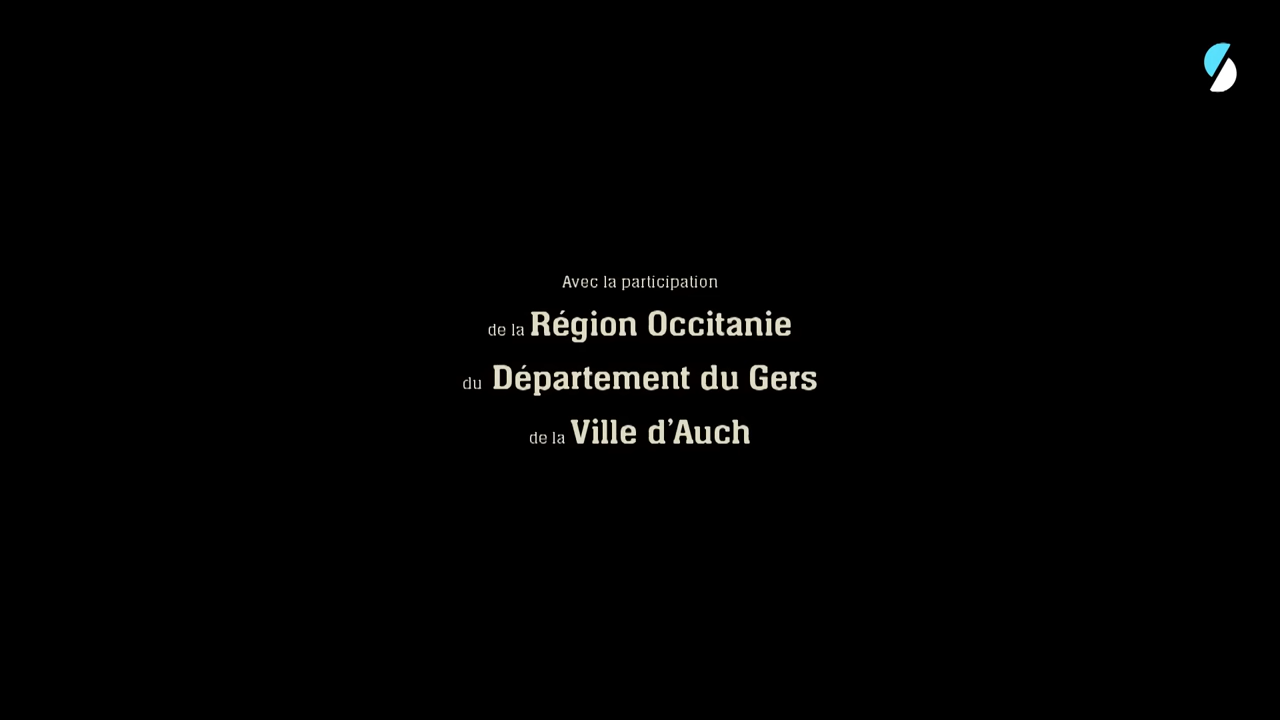 Avec la participation
de la Région Occitanie
du Département du Gers
de la Ville d’Auch